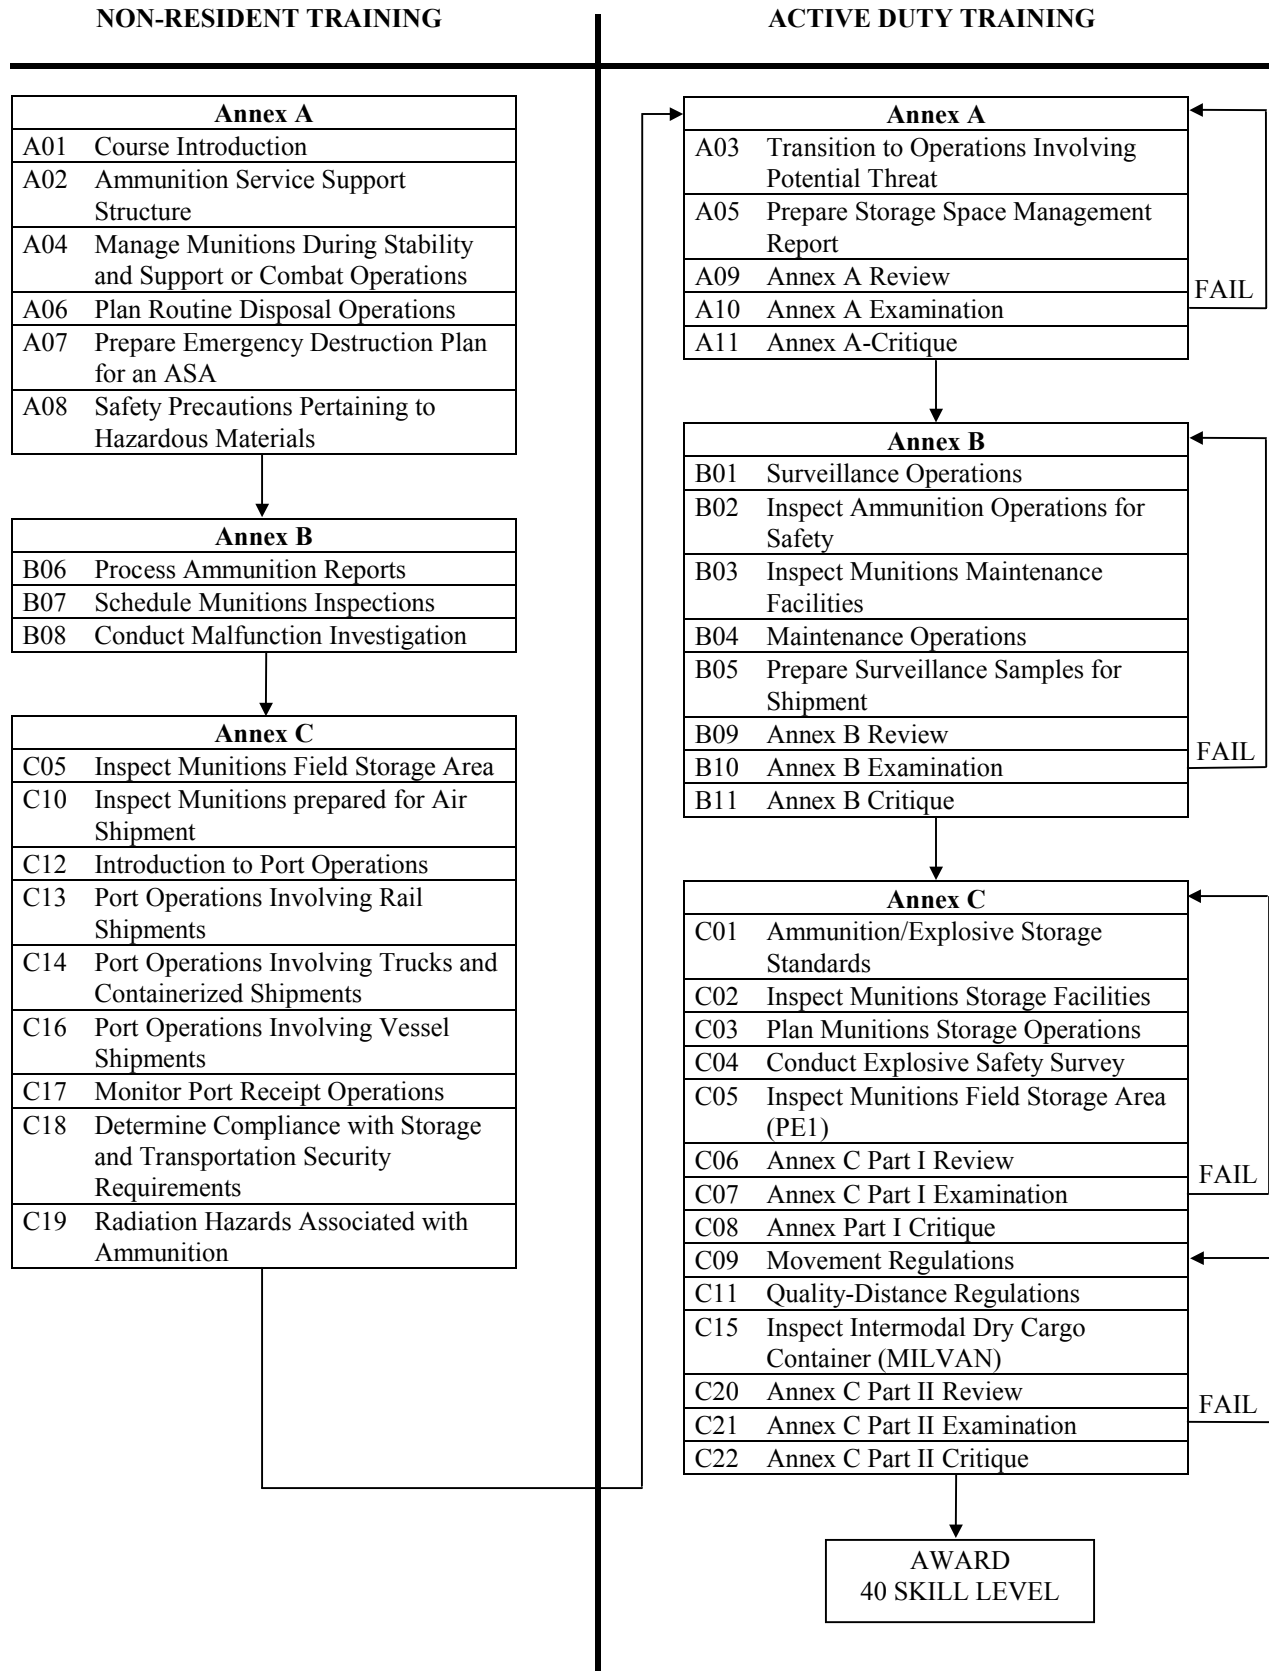 NON-RESIDENT TRAINING
Annex A
A01 Course Introduction
A02 Ammunition Service Support
Structure
A04 Manage Munitions During Stability
and Support or Combat Operations
A06 Plan Routine Disposal Operations
A07 Prepare Emergency Destruction Plan
for an ASA
A08 Safety Precautions Pertaining to
Hazardous Materials
Annex B
B06 Process Ammunition Reports
B07 Schedule Munitions Inspections
B08 Conduct Malfunction Investigation
Annex C
C05 Inspect Munitions Field Storage Area
C10 Inspect Munitions prepared for Air
Shipment
C12 Introduction to Port Operations
C13 Port Operations Involving Rail
Shipments
C14 Port Operations Involving Trucks and
Containerized Shipments
C16 Port Operations Involving Vessel
Shipments
C17 Monitor Port Receipt Operations
C18 Determine Compliance with Storage
and Transportation Security
Requirements
C19 Radiation Hazards Associated with
Ammunition
ACTIVE DUTY TRAINING
Annex A
A03 Transition to Operations Involving
Potential Threat
A05 Prepare Storage Space Management
Report
A09 Annex A Review
A10 Annex A Examination
A11 Annex A-Critique
FAIL
Annex B
B01 Surveillance Operations
B02 Inspect Ammunition Operations for
Safety
B03 Inspect Munitions Maintenance
Facilities
B04 Maintenance Operations
B05 Prepare Surveillance Samples for
Shipment
B09 Annex B Review
B10 Annex B Examination
B11 Annex B Critique
FAIL
Annex C
C01 Ammunition/Explosive Storage
Standards
C02 Inspect Munitions Storage Facilities
C03 Plan Munitions Storage Operations
C04 Conduct Explosive Safety Survey
C05 Inspect Munitions Field Storage Area
(PE1)
C06 Annex C Part I Review
C07 Annex C Part I Examination
C08 Annex Part I Critique
FAIL
C09 Movement Regulations
C11 Quality-Distance Regulations
C15 Inspect Intermodal Dry Cargo
Container (MILVAN)
C20 Annex C Part II Review
C21 Annex C Part II Examination
C22 Annex C Part II Critique
FAIL
AWARD
40 SKILL LEVEL